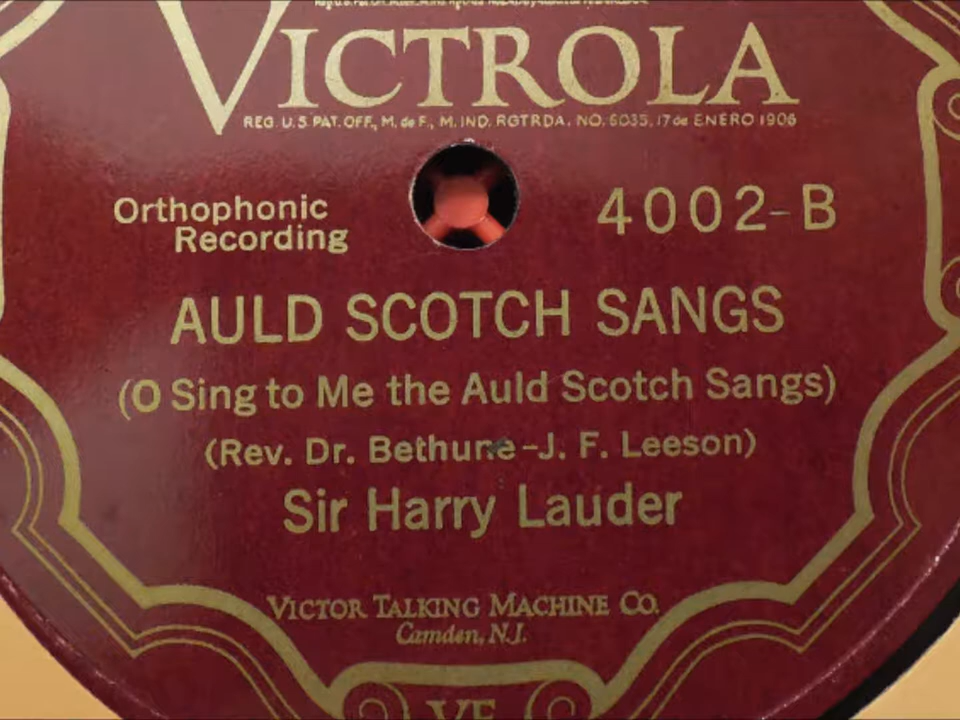 VICTROLA
REG. U.S. PAT. OFF., M. de F., M. IND. RGTRDA. NO. 6035, 17 de ENERO 1906
Orthophonic
Recording
4002-B
AULD SCOTCH SANGS
(O Sing to Me the Auld Scotch Sangs)
(Rev. Dr. Bethune-J. F. Leeson)
Sir Harry Lauder
VICTOR TALKING MACHINE CO.
Camden, N.J.
VE